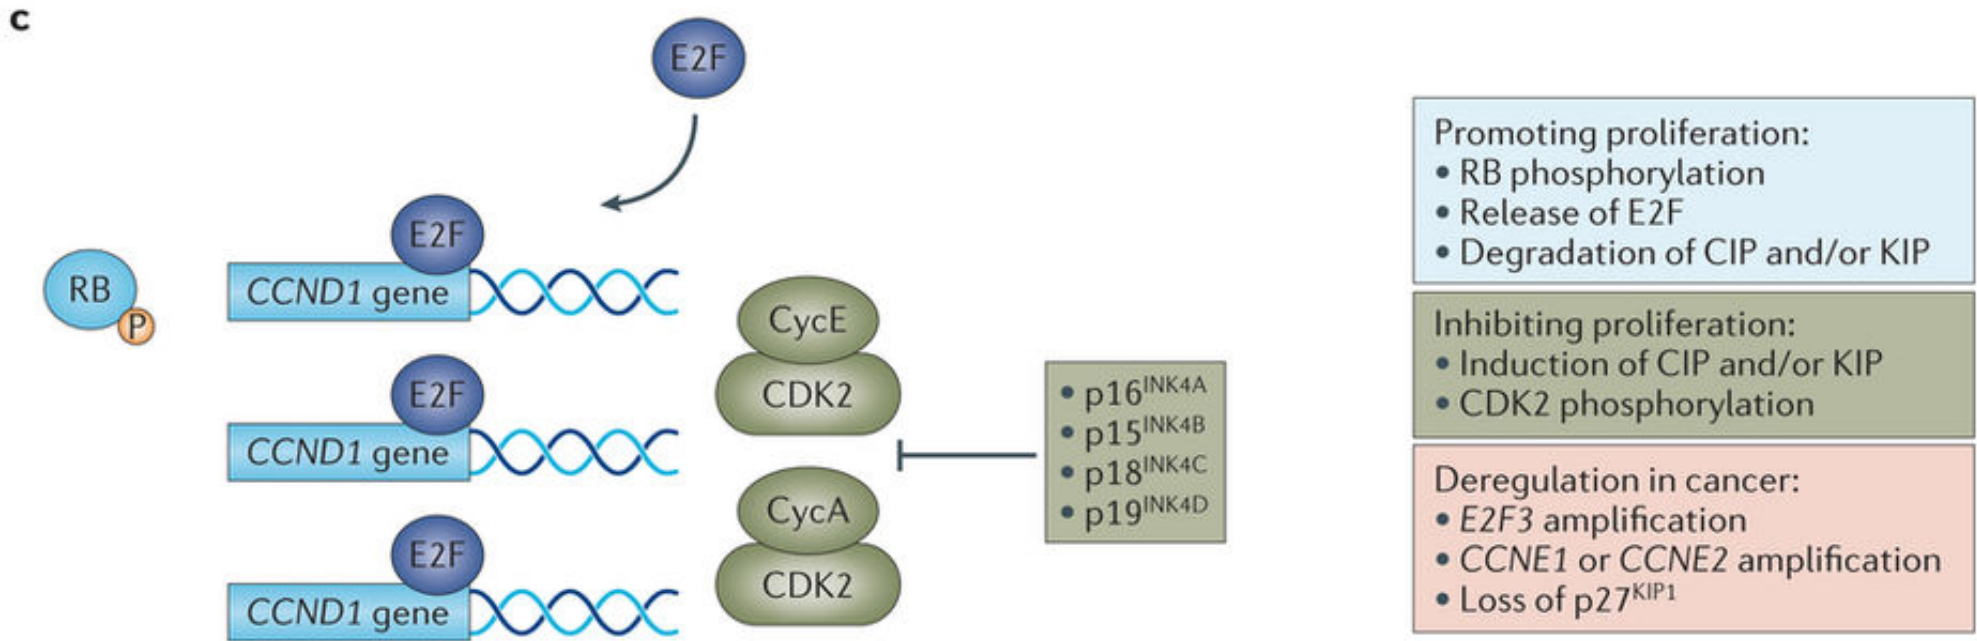 c
E2F
E2F
RB
P
CCND1 gene
CycE
CDK2
E2F
CCND1 gene
CycA
CDK2
E2F
CCND1 gene
• p16INK4A
• p15INK4B
• p18INK4C
• p19INK4D
Promoting proliferation:
• RB phosphorylation
• Release of E2F
• Degradation of CIP and/or KIP
Inhibiting proliferation:
• Induction of CIP and/or KIP
• CDK2 phosphorylation
Deregulation in cancer:
• E2F3 amplification
• CCNE1 or CCNE2 amplification
• Loss of p27KIP1